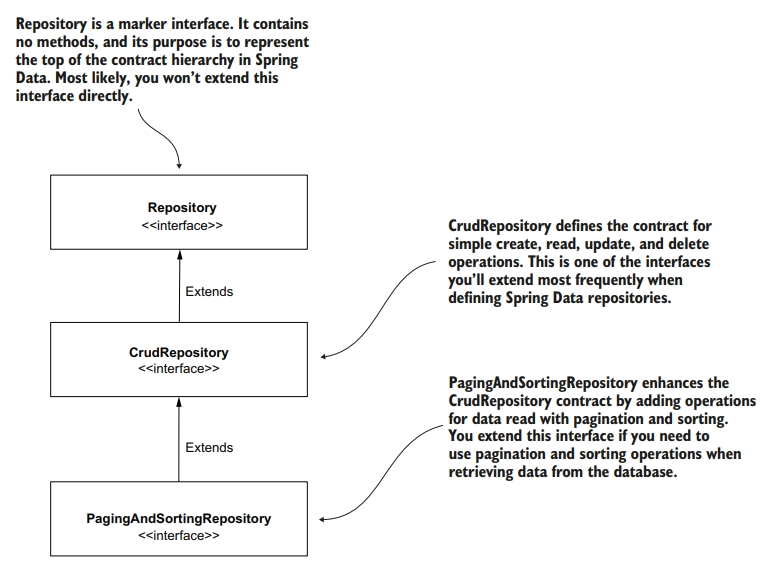 Repository is a marker interface. It contains
no methods, and its purpose is to represent
the top of the contract hierarchy in Spring
Data. Most likely, you won’t extend this
interface directly.
Repository
<<interface>>
Extends
CrudRepository defines the contract for
simple create, read, update, and delete
operations. This is one of the interfaces
you’ll extend most frequently when
defining Spring Data repositories.
CrudRepository
<<interface>>
Extends
PagingAndSortingRepository enhances the
CrudRepository contract by adding operations
for data read with pagination and sorting.
You extend this interface if you need to
use pagination and sorting operations when
retrieving data from the database.
PagingAndSortingRepository
<<interface>>